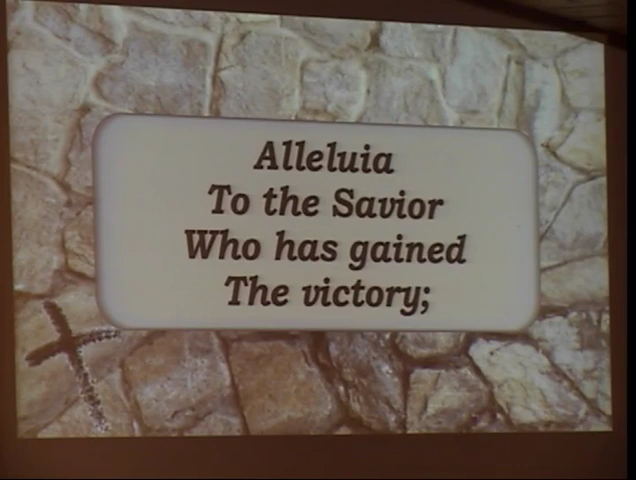 Alleluia
To the Savior
Who has gained
The victory;